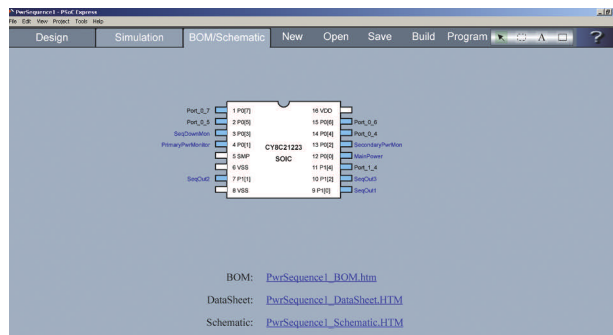 PwrSequence1 - PSoC Express
File Edit View Project Tools Help
Design Simulation BOM/Schematic New Open Save Build Program A ?
Port_0_7 1 P0[7] 16 VDD
Port_0_5 2 P0[5] 15 P0[6] Port_0_6
SeqDownMon 3 P0[3] 14 P0[4] Port_0_4
PrimaryPwrMonitor 4 P0[1] CY8C21223 13 P0[2] SecondaryPwrMon
5 SMP SOIC 12 P0[0] MainPower
6 VSS 11 P1[4] Port_1_4
SeqOut2 7 P1[1] 10 P1[2] SeqOut3
8 VSS 9 P1[0] SeqOut1
BOM: PwrSequence1_BOM.htm
DataSheet: PwrSequence1_DataSheet.HTM
Schematic: PwrSequence1_Schematic.HTM